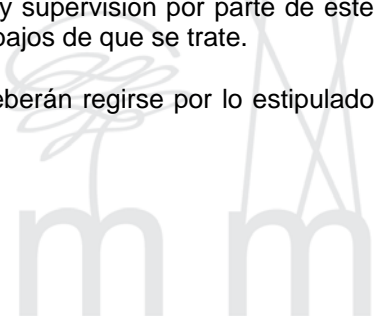 y supervisión por parte de este
bajos de que se trate.
eberán regirse por lo estipulado
m m